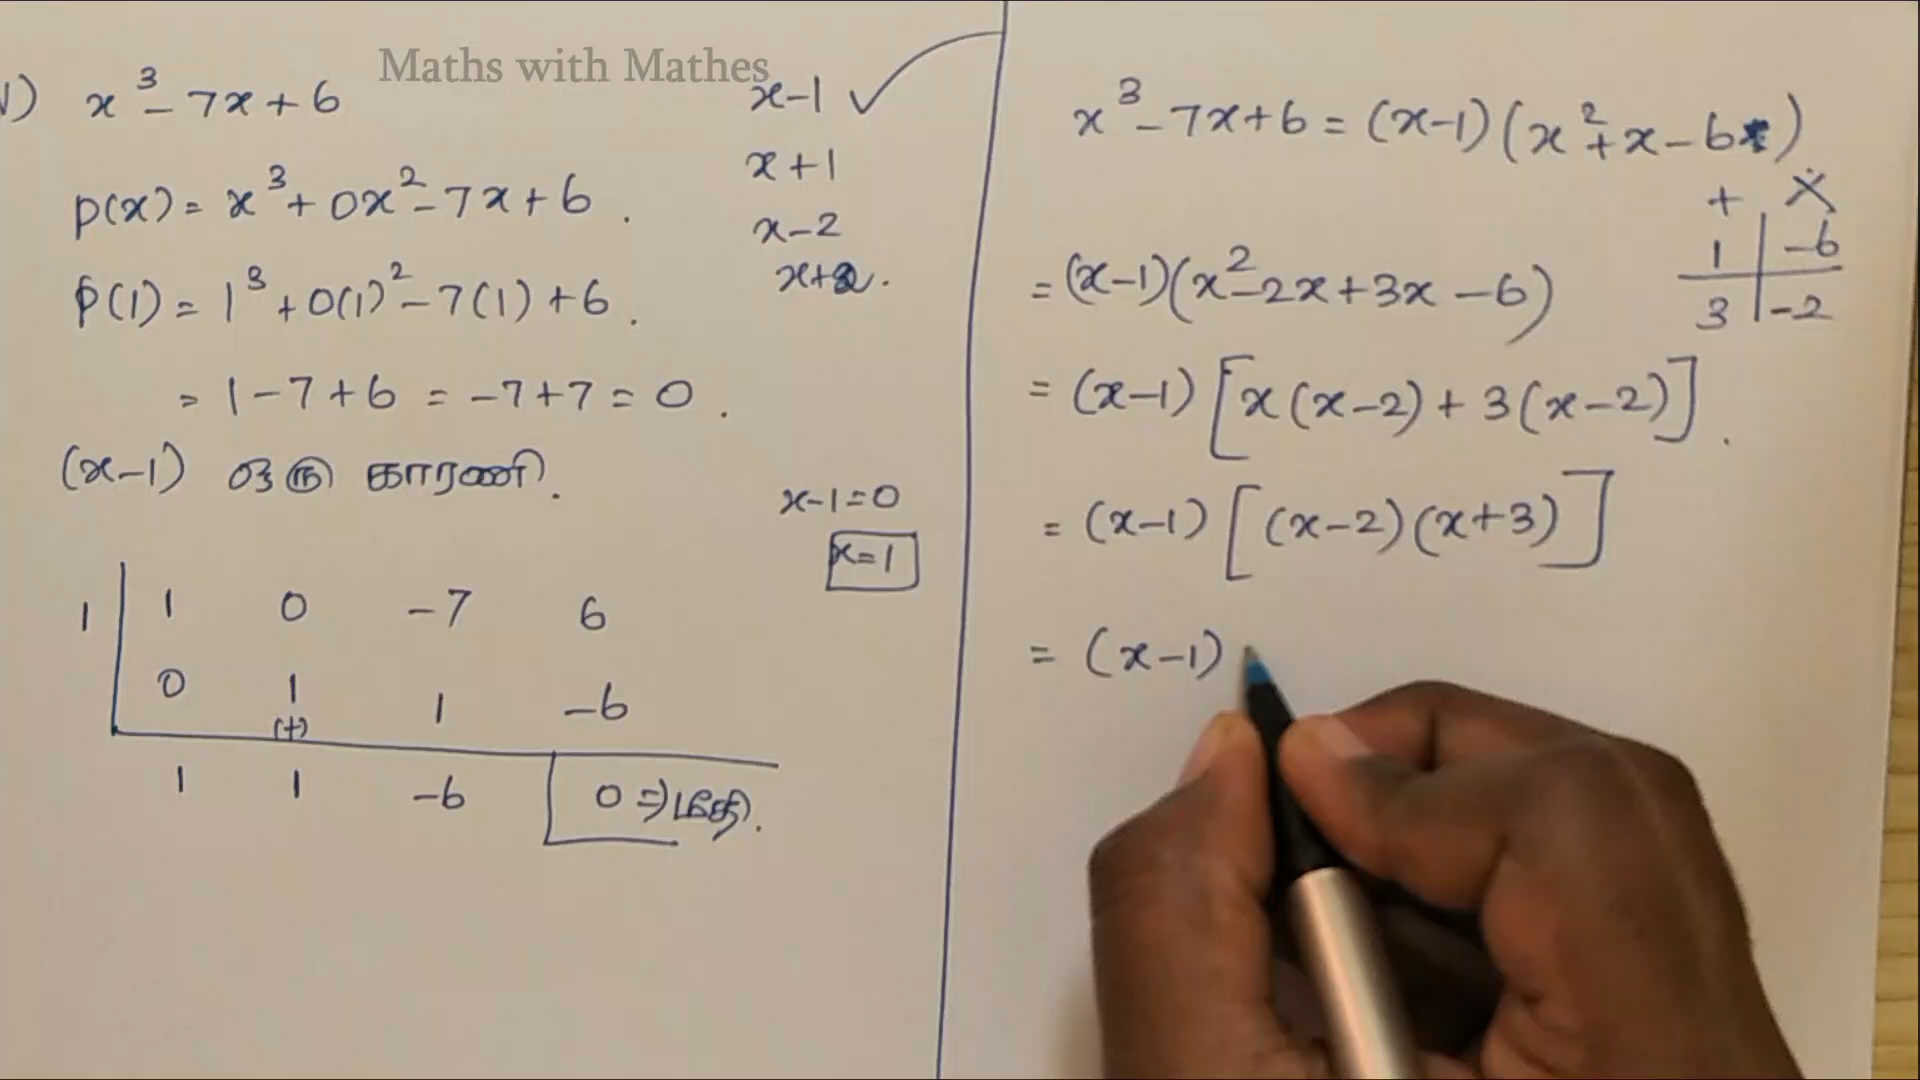 Maths with Mathes
v) x³ - 7x + 6
p(x) = x³ + 0x² - 7x + 6 .
p(1) = 1³ + 0(1)² - 7(1) + 6 .
= 1 - 7 + 6 = -7 + 7 = 0 .
(x-1) ஒரு காரணி.
x-1 ✓
x+1
x-2
x+2.
x-1=0
x=1
1 | 1 0 -7 6
0 1 1 -6
(+)
1 1 -6 0 ⇒ மீதி.
x³ - 7x + 6 = (x-1)(x² + x - 6)
+ ×
1 | -6
3 | -2
= (x-1)(x² - 2x + 3x - 6)
= (x-1)[x(x-2) + 3(x-2)].
= (x-1)[(x-2)(x+3)]
= (x-1)